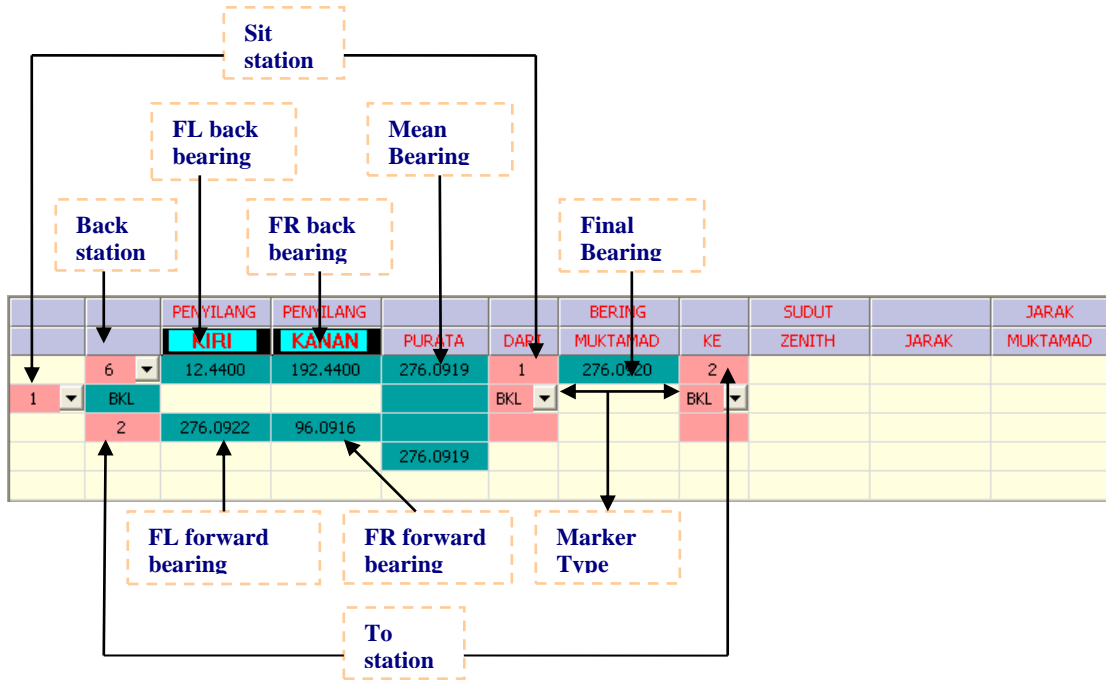 Sit
station
FL back
bearing
Mean
Bearing
Back
station
FR back
bearing
Final
Bearing
PENYILANG PENYILANG BERING SUDUT JARAK
KIRI KANAN PURATA DARI MUKTAMAD KE ZENITH JARAK MUKTAMAD
6 12.4400 192.4400 276.0919 1 276.0920 2
1 BKL BKL BKL
2 276.0922 96.0916
276.0919
FL forward
bearing
FR forward
bearing
Marker
Type
To
station